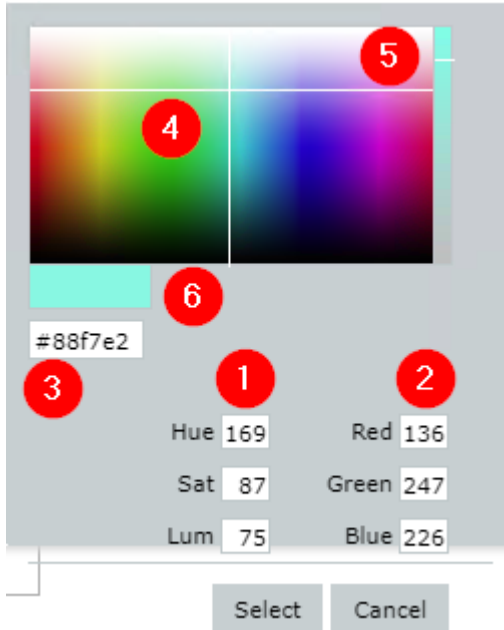 5
4
6
#88f7e2
3 1 2
Hue 169 Red 136
Sat 87 Green 247
Lum 75 Blue 226
Select Cancel